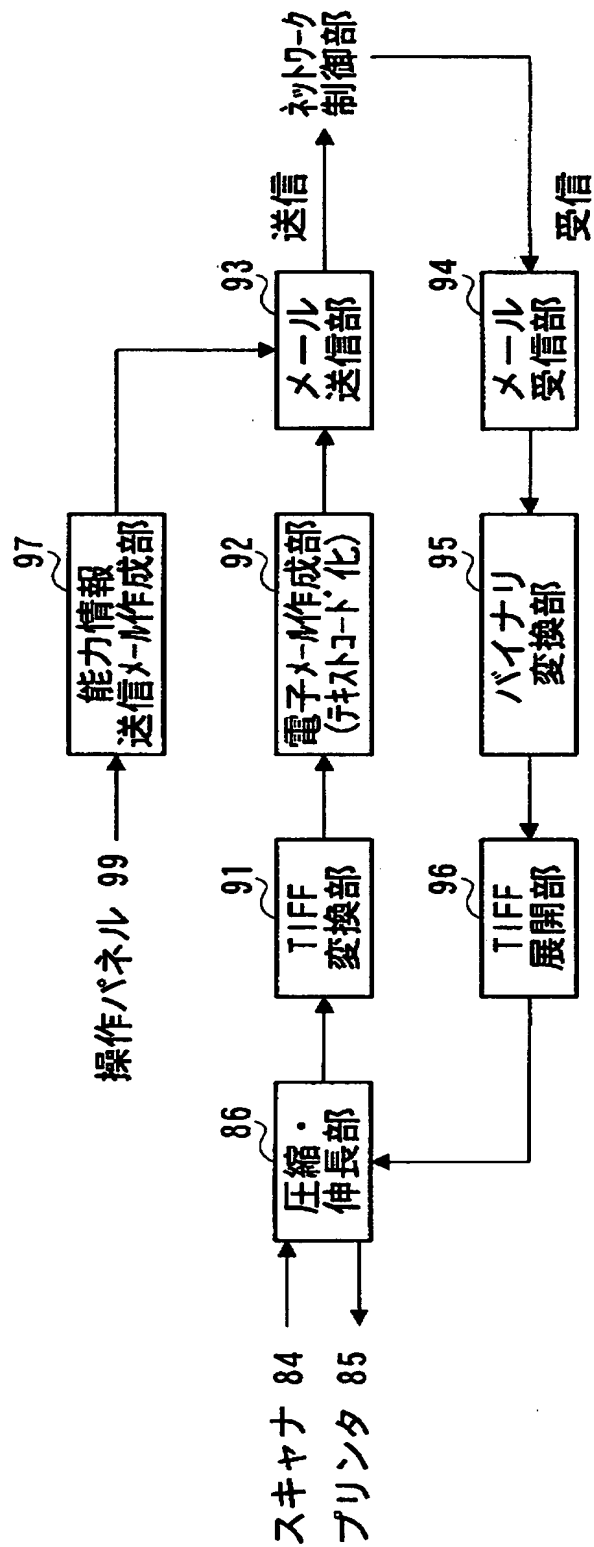 97
能力情報
送信メール作成部
操作パネル 99
スキャナ 84
プリンタ 85
86
圧縮・
伸長部
91
TIFF
変換部
92
電子メール作成部
(テキストコード化)
93
メール
送信部
送信
ネットワーク
制御部
受信
94
メール
受信部
95
バイナリ
変換部
96
TIFF
展開部